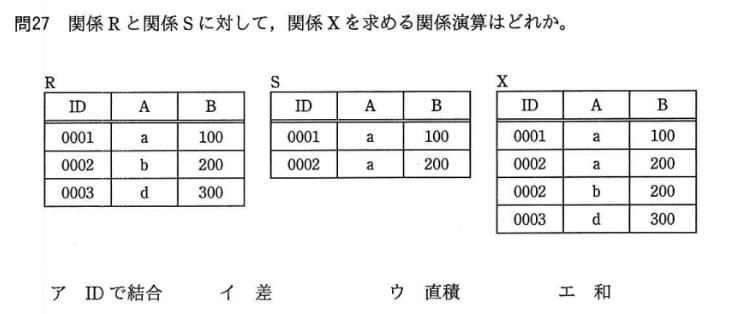 問27 関係Rと関係Sに対して，関係Xを求める関係演算はどれか。
R S X
ID A B ID A B ID A B
0001 a 100 0001 a 100 0001 a 100
0002 b 200 0002 a 200 0002 a 200
0003 d 300 0002 b 200
0003 d 300
ア IDで結合 イ 差 ウ 直積 エ 和